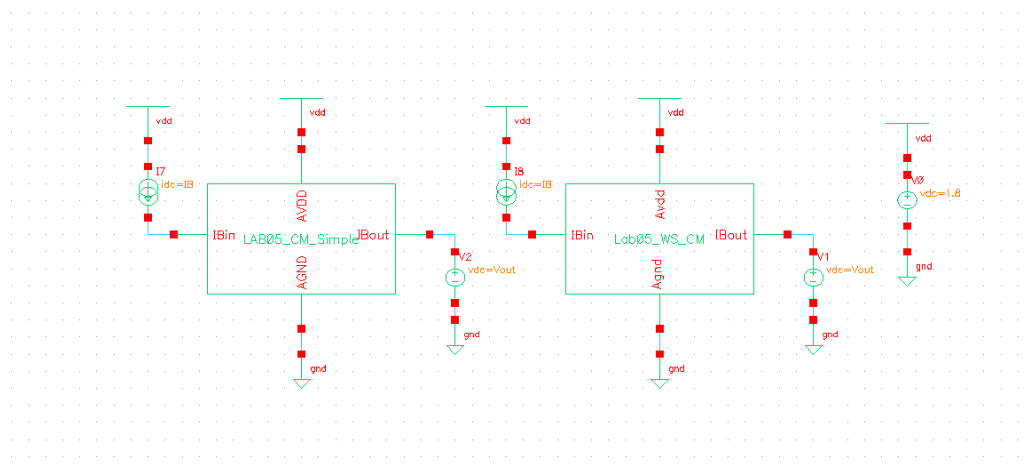 vdd
vdd
vdd
vdd
vdd
I7
idc=IB
I8
idc=IB
V0
vdc=1.8
AVDD
Avdd
IBin
LAB05_CM_Simple
IBout
IBin
Lab05_WS_CM
IBout
AGND
Agnd
V2
vdc=Vout
V1
vdc=Vout
gnd
gnd
gnd
gnd
gnd